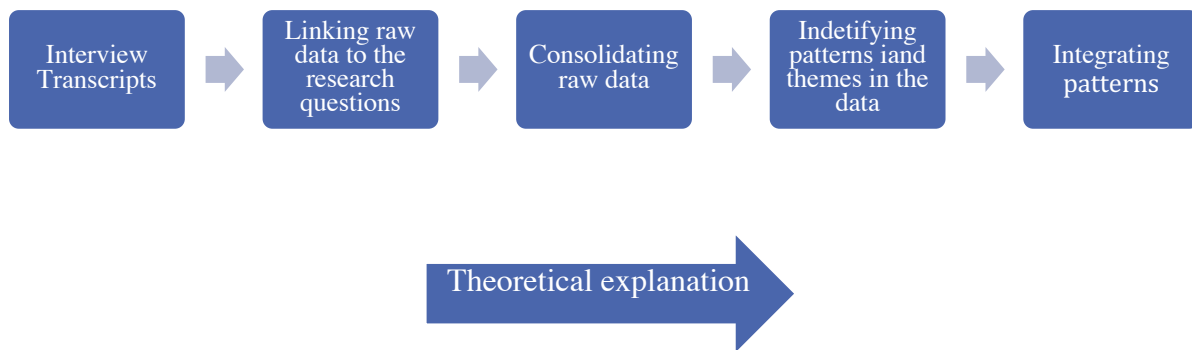 Interview
Transcripts
Linking raw
data to the
research
questions
Consolidating
raw data
Indetifying
patterns iand
themes in the
data
Integrating
patterns
Theoretical explanation